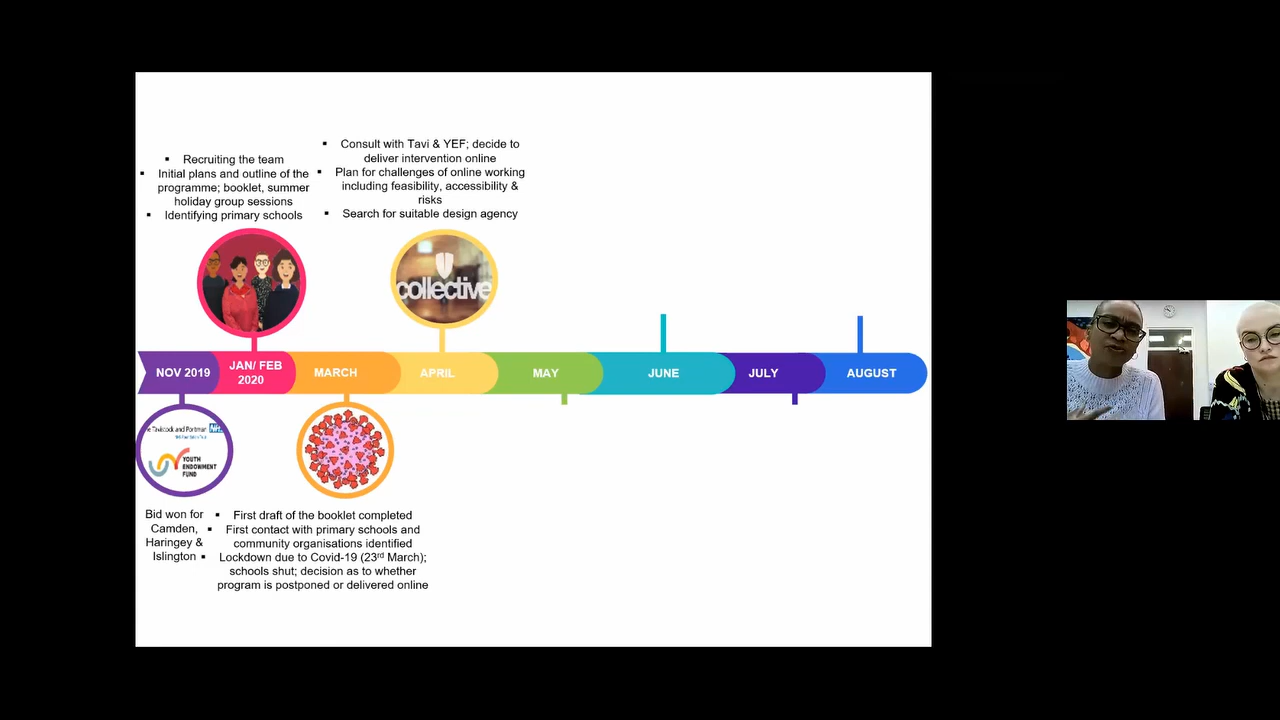 ▪ Consult with Tavi & YEF; decide to
deliver intervention online
▪ Plan for challenges of online working
including feasibility, accessibility &
risks
▪ Search for suitable design agency
▪ Recruiting the team
▪ Initial plans and outline of the
programme; booklet, summer
holiday group sessions
▪ Identifying primary schools
collective
NOV 2019
JAN/ FEB
2020
MARCH
APRIL
MAY
JUNE
JULY
AUGUST
Tavistock and Portman NHS
YOUTH
ENDOWMENT
FUND
Bid won for
Camden,
Haringey &
Islington
▪ First draft of the booklet completed
▪ First contact with primary schools and
community organisations identified
▪ Lockdown due to Covid-19 (23rd March);
schools shut; decision as to whether
program is postponed or delivered online